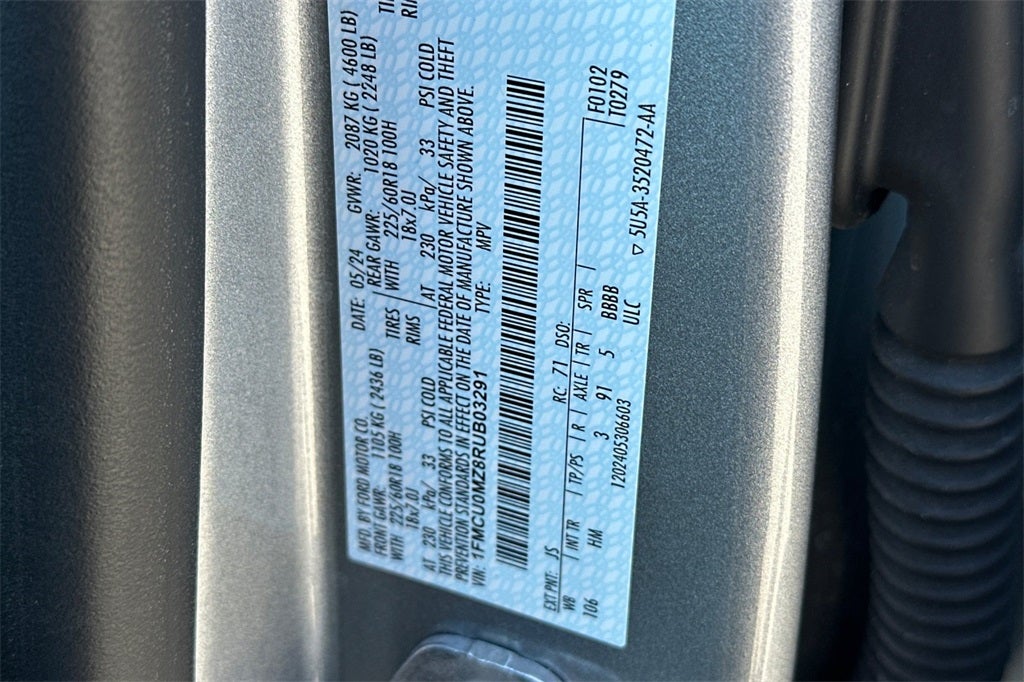 MFD. BY FORD MOTOR CO. DATE: 05/24 GVWR: 2087 KG ( 4600 LB)
FRONT GAWR: 1105 KG ( 2436 LB) REAR GAWR: 1020 KG ( 2248 LB)
WITH 225/60R18 100H TIRES WITH 225/60R18 100H
18x7.0J RIMS 18x7.0J
AT 230 kPa/ 33 PSI COLD AT 230 kPa/ 33 PSI COLD
THIS VEHICLE CONFORMS TO ALL APPLICABLE FEDERAL MOTOR VEHICLE SAFETY AND THEFT
PREVENTION STANDARDS IN EFFECT ON THE DATE OF MANUFACTURE SHOWN ABOVE.
VIN: 1FMCU0MZ8RUB03291 TYPE: MPV
EXT PNT: JS RC: 71 DSO:
WB INT TR TP/PS R AXLE TR SPR F0102
106 HM 3 91 5 BBBB T0279
ULC
1202405306603
5U5A-3520472-AA